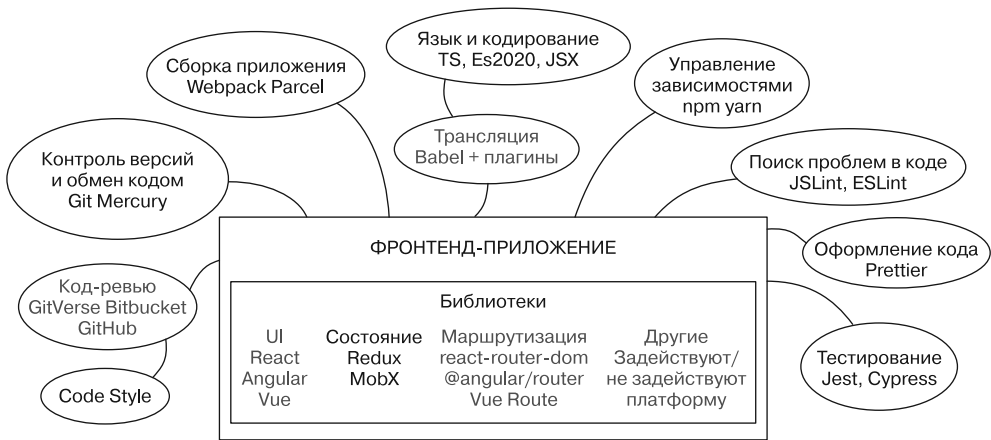 Язык и кодирование
TS, Es2020, JSX
Сборка приложения
Webpack Parcel
Управление
зависимостями
npm yarn
Трансляция
Babel + плагины
Контроль версий
и обмен кодом
Git Mercury
Поиск проблем в коде
JSLint, ESLint
ФРОНТЕНД-ПРИЛОЖЕНИЕ
Оформление кода
Prettier
Код-ревью
GitVerse Bitbucket
GitHub
Code Style
Библиотеки
UI
React
Angular
Vue
Состояние
Redux
MobX
Маршрутизация
react-router-dom
@angular/router
Vue Route
Другие
Задействуют/
не задействуют
платформу
Тестирование
Jest, Cypress